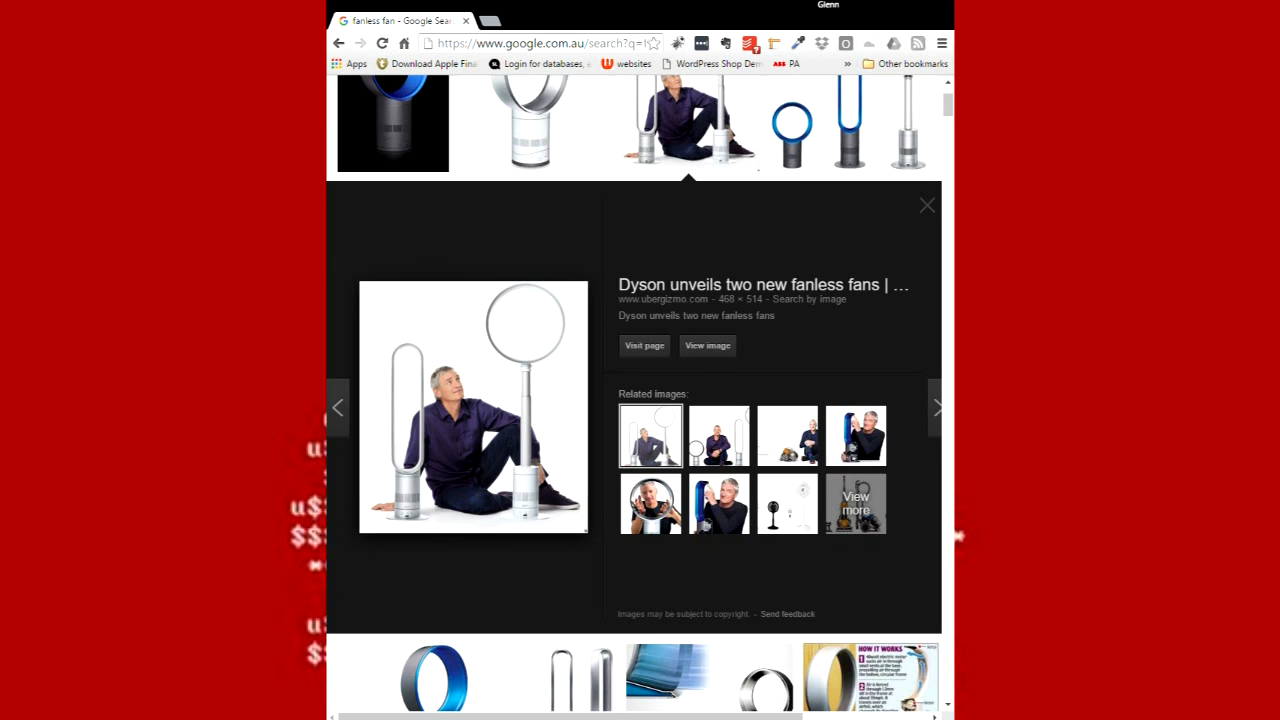 Glenn
fanless fan - Google Sear
https://www.google.com.au/search?q=
Apps
Download Apple Fina
Login for databases, e
websites
WordPress Shop Dem
ABB PA
»
Other bookmarks
Dyson unveils two new fanless fans | ...
www.ubergizmo.com - 468 × 514 - Search by image
Dyson unveils two new fanless fans
Visit page
View image
Related images:
View
more
Images may be subject to copyright. - Send feedback
HOW IT WORKS
u$
$$
u
$$